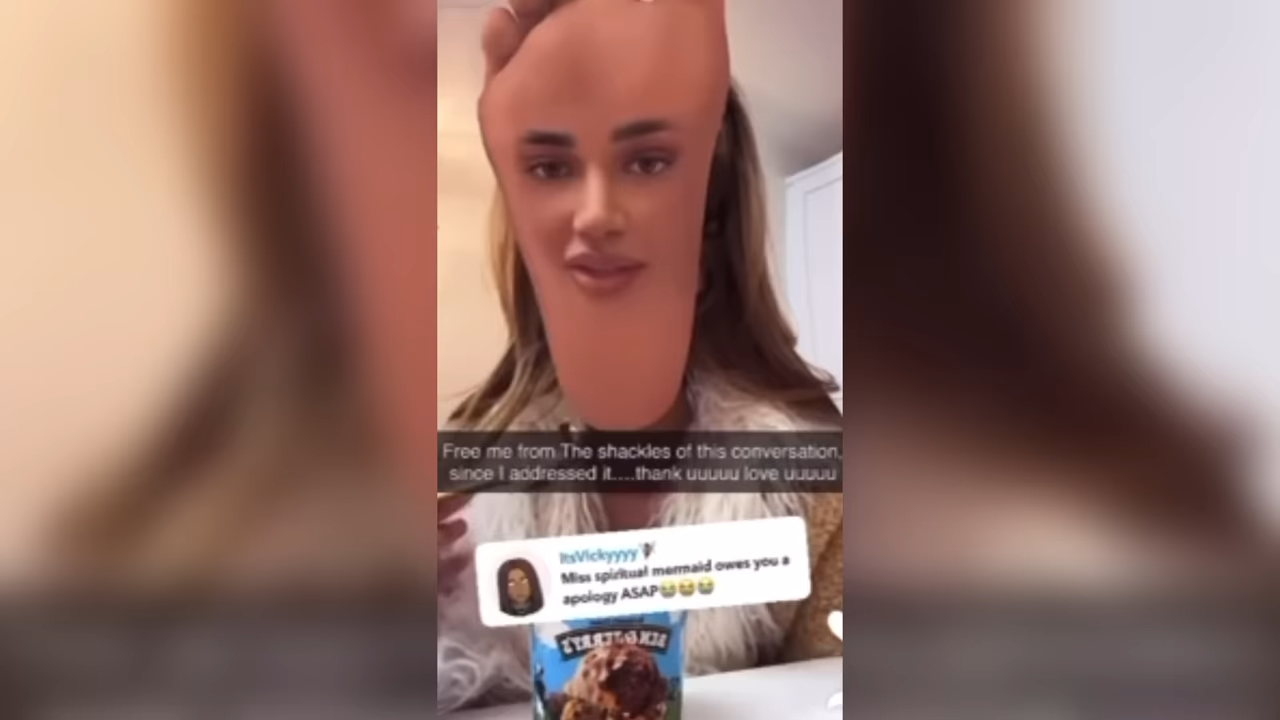 Free me from The shackles of this conversation,
since I addressed it....thank uuuuu love uuuuu
ItsVickyyyy
Miss spiritual mermaid owes you a
apology ASAP😭😭😭
BEN & JERRY'S